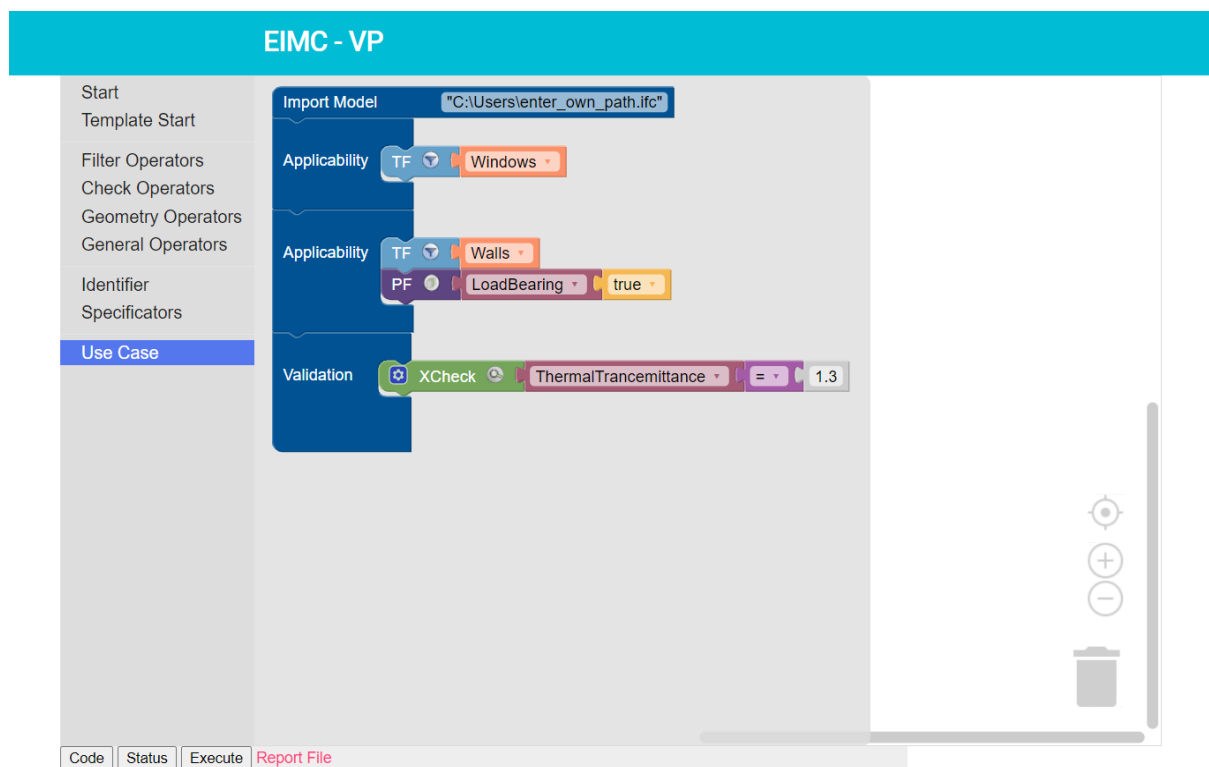 EIMC - VP
Start
Template Start
Filter Operators
Check Operators
Geometry Operators
General Operators
Identifier
Specificators
Use Case
Import Model "C:\Users\enter_own_path.ifc"
Applicability TF Windows
Applicability TF Walls
PF LoadBearing true
Validation XCheck ThermalTrancemittance = 1.3
Code Status Execute Report File